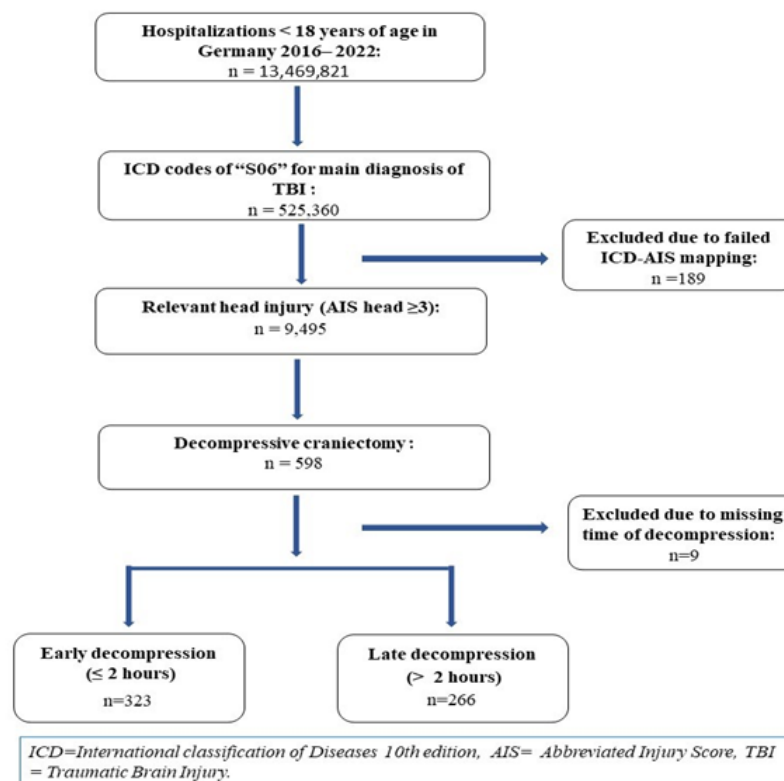 Hospitalizations < 18 years of age in
Germany 2016– 2022:
n = 13,469,821
ICD codes of “S06” for main diagnosis of
TBI :
n = 525,360
Excluded due to failed
ICD-AIS mapping:
n =189
Relevant head injury (AIS head ≥3):
n = 9,495
Decompressive craniectomy :
n = 598
Excluded due to missing
time of decompression:
n=9
Early decompression
(≤ 2 hours)
n=323
Late decompression
(> 2 hours)
n=266
ICD=International classification of Diseases 10th edition, AIS= Abbreviated Injury Score, TBI
= Traumatic Brain Injury.